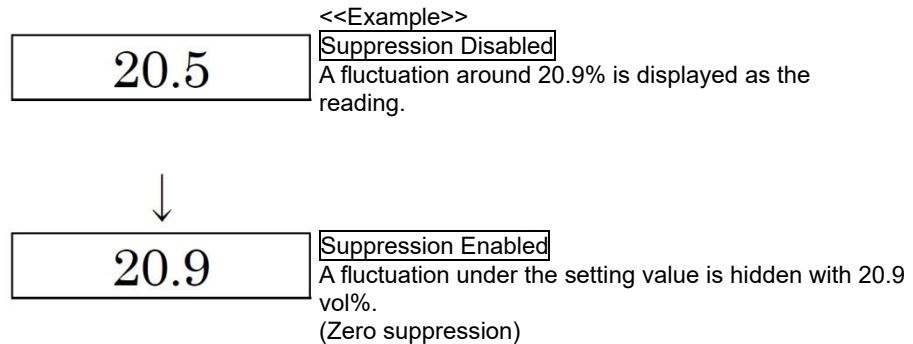 <<Example>>
20.5
Suppression Disabled
A fluctuation around 20.9% is displayed as the
reading.
↓
20.9
Suppression Enabled
A fluctuation under the setting value is hidden with 20.9
vol%.
(Zero suppression)